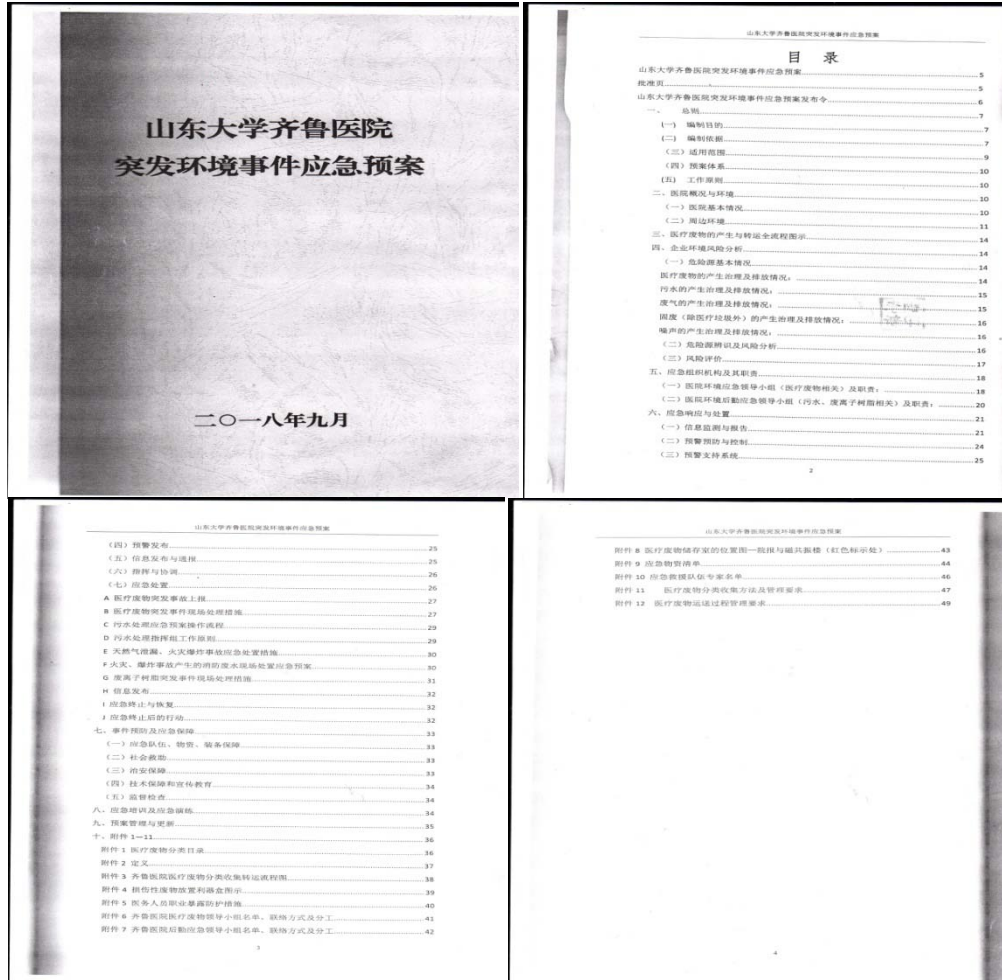 山东大学齐鲁医院
突发环境事件应急预案
二〇一八年九月
山东大学齐鲁医院突发环境事件应急预案
目 录
山东大学齐鲁医院突发环境事件应急预案 5
批准页 5
山东大学齐鲁医院突发环境事件应急预案发布令 6
一、 总则 7
(一) 编制目的 7
(二) 编制依据 7
(三)适用范围 9
(四)预案体系 10
(五) 工作原则 10
二、医院概况与环境 10
(一)医院基本情况 10
(二)周边环境 11
三、医疗废物的产生与转运全流程图示 14
四、企业环境风险分析 14
(一)危险源基本情况 14
医疗废物的产生治理及排放情况: 14
污水的产生治理及排放情况: 15
废气的产生治理及排放情况: 15
固废(除医疗垃圾外)的产生治理及排放情况: 16
噪声的产生治理及排放情况: 16
(二)危险源辨识及风险分析 16
(三)风险评价 17
五、应急组织机构及其职责 18
(一)医院环境应急领导小组(医疗废物相关)及职责: 18
(二)医院环境后勤应急领导小组(污水、废离子树脂相关)及职责: 20
六、应急响应与处置 21
(一)信息监测与报告 21
(二)预警预防与控制 24
(三)预警支持系统 25
2
山东大学齐鲁医院突发环境事件应急预案
(四)预警发布 25
(五)信息发布与通报 25
(六)指挥与协调 26
(七)应急处置 26
A 医疗废物突发事故上报 27
B 医疗废物突发事件现场处理措施 27
C 污水处理应急预案操作流程 29
D 污水处理指挥组工作原则 29
E 天然气泄漏、火灾爆炸事故应急处置措施 30
F 火灾、爆炸事故产生的消防废水现场处置应急预案 30
G 废离子树脂突发事件现场处理措施 31
H 信息发布 32
I 应急终止与恢复 32
J 应急终止后的行动 32
七、事件预防及应急保障 33
(一)应急队伍、物资、装备保障 33
(二)社会救助 33
(三)治安保障 33
(四)技术保障和宣传教育 34
(五)监督检查 34
八、应急培训及应急演练 34
九、预案管理与更新 35
十、附件 1—11 36
附件 1 医疗废物分类目录 36
附件 2 定义 37
附件 3 齐鲁医院医疗废物分类收集转运流程图 38
附件 4 损伤性废物放置利器盒图示 39
附件 5 医务人员职业暴露防护措施 40
附件 6 齐鲁医院医疗废物领导小组名单、联络方式及分工 41
附件 7 齐鲁医院后勤应急领导小组名单、联络方式及分工 42
3
山东大学齐鲁医院突发环境事件应急预案
附件 8 医疗废物储存室的位置图一院报与磁共振楼(红色标示处) 43
附件 9 应急物资清单 44
附件 10 应急救援队伍专家名单 46
附件 11 医疗废物分类收集方法及管理要求 47
附件 12 医疗废物运送过程管理要求 49
4